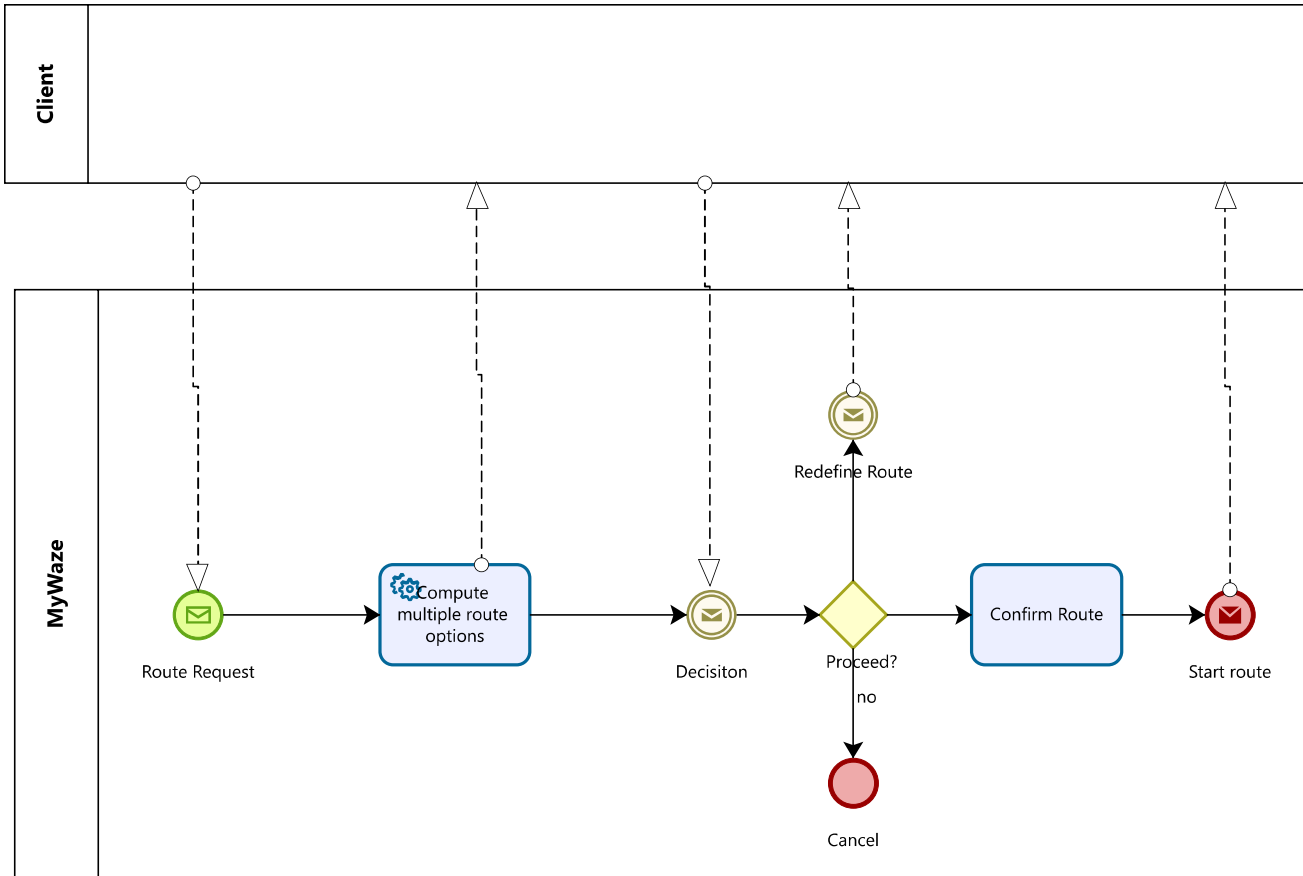 Client
MyWaze
Redefine Route
Compute
multiple route
options
Confirm Route
Route Request
Decisiton
Proceed?
Start route
no
Cancel